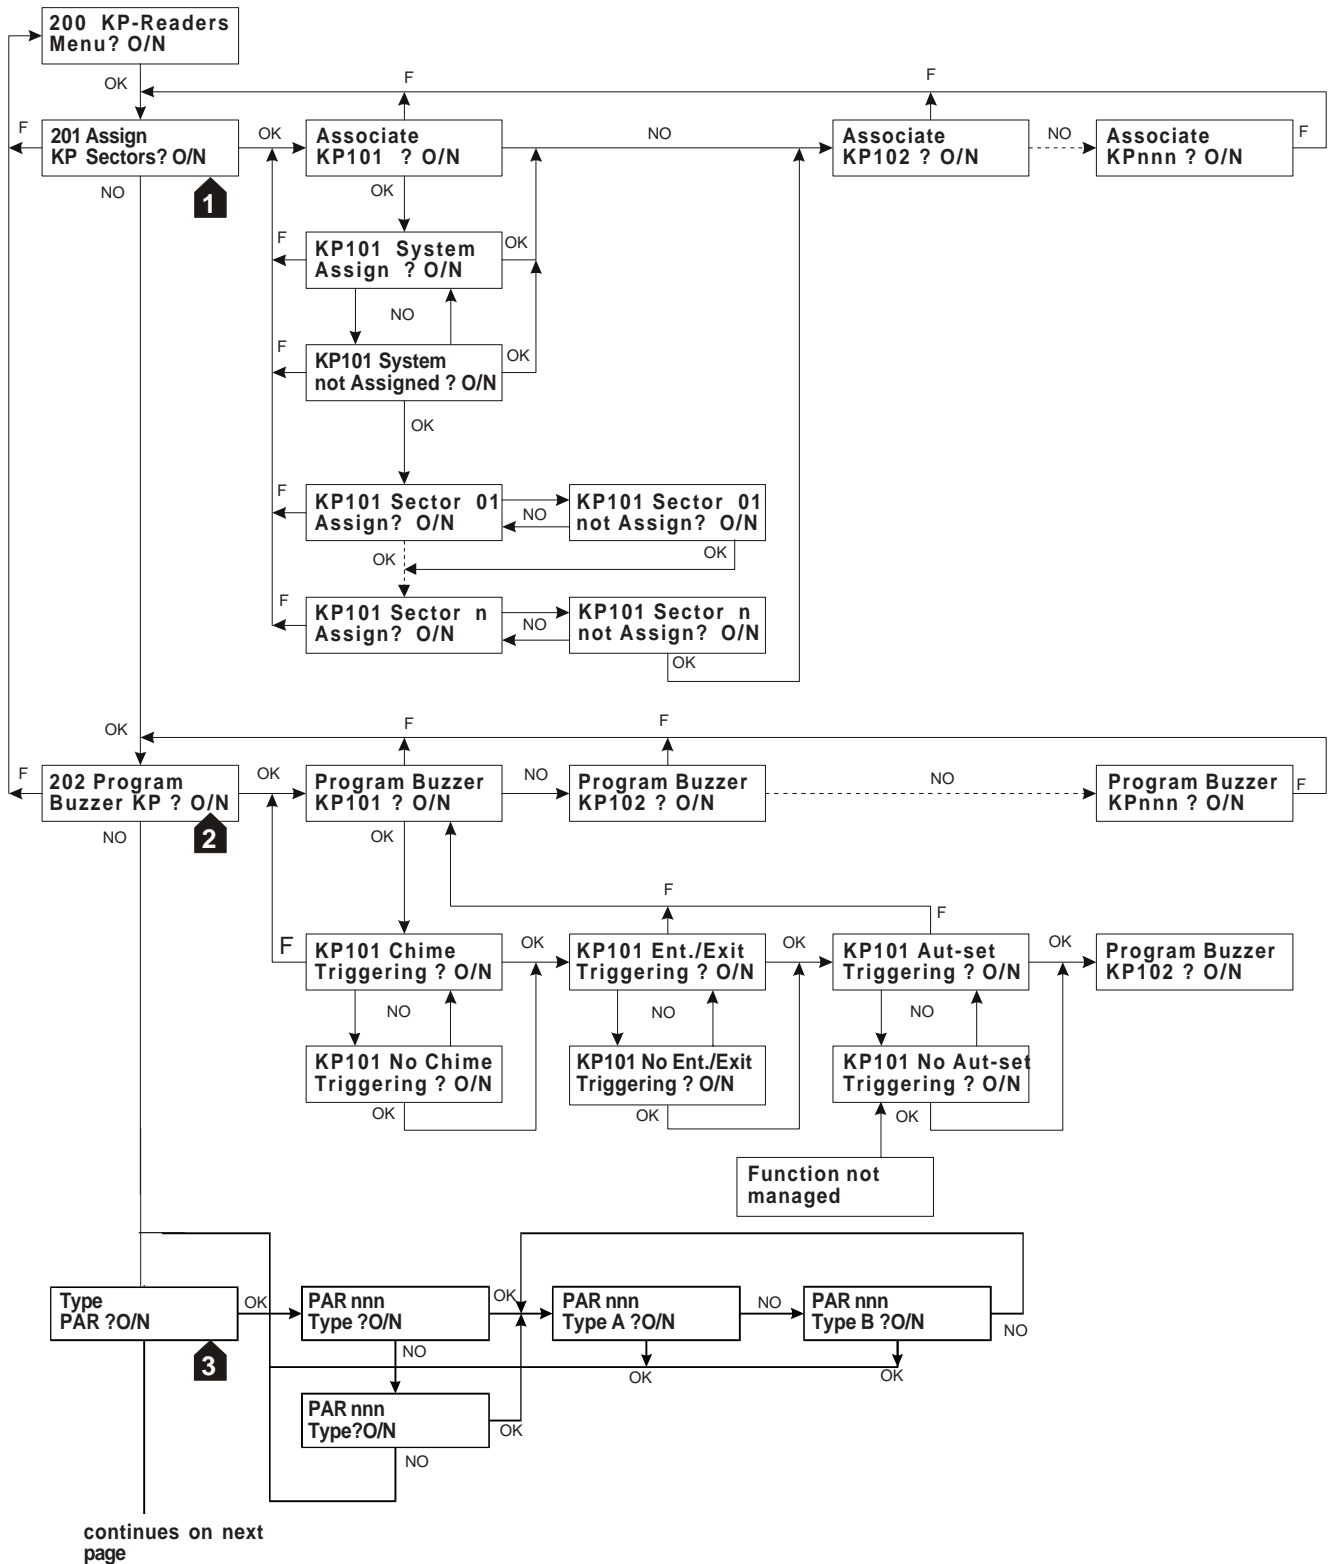 200 KP-Readers
Menu? O/N
OK
F
F
F
201 Assign
KP Sectors? O/N
OK
Associate
KP101 ? O/N
NO
Associate
KP102 ? O/N
NO
Associate
KPnnn ? O/N
F
NO
1
OK
F
KP101 System
Assign ? O/N
OK
NO
F
KP101 System
not Assigned ? O/N
OK
OK
F
KP101 Sector 01
Assign? O/N
NO
KP101 Sector 01
not Assign? O/N
OK
OK
F
KP101 Sector n
Assign? O/N
NO
KP101 Sector n
not Assign? O/N
OK
OK
F
F
F
202 Program
Buzzer KP ? O/N
OK
Program Buzzer
KP101 ? O/N
NO
Program Buzzer
KP102 ? O/N
NO
Program Buzzer
KPnnn ? O/N
F
NO
2
OK
F
F
F
KP101 Chime
Triggering ? O/N
OK
KP101 Ent./Exit
Triggering ? O/N
OK
KP101 Aut-set
Triggering ? O/N
OK
Program Buzzer
KP102 ? O/N
NO
NO
NO
KP101 No Chime
Triggering ? O/N
KP101 No Ent./Exit
Triggering ? O/N
KP101 No Aut-set
Triggering ? O/N
OK
OK
OK
Function not
managed
Type
PAR ?O/N
OK
PAR nnn
Type ?O/N
OK
PAR nnn
Type A ?O/N
NO
PAR nnn
Type B ?O/N
NO
3
NO
OK
OK
PAR nnn
Type?O/N
OK
NO
continues on next
page